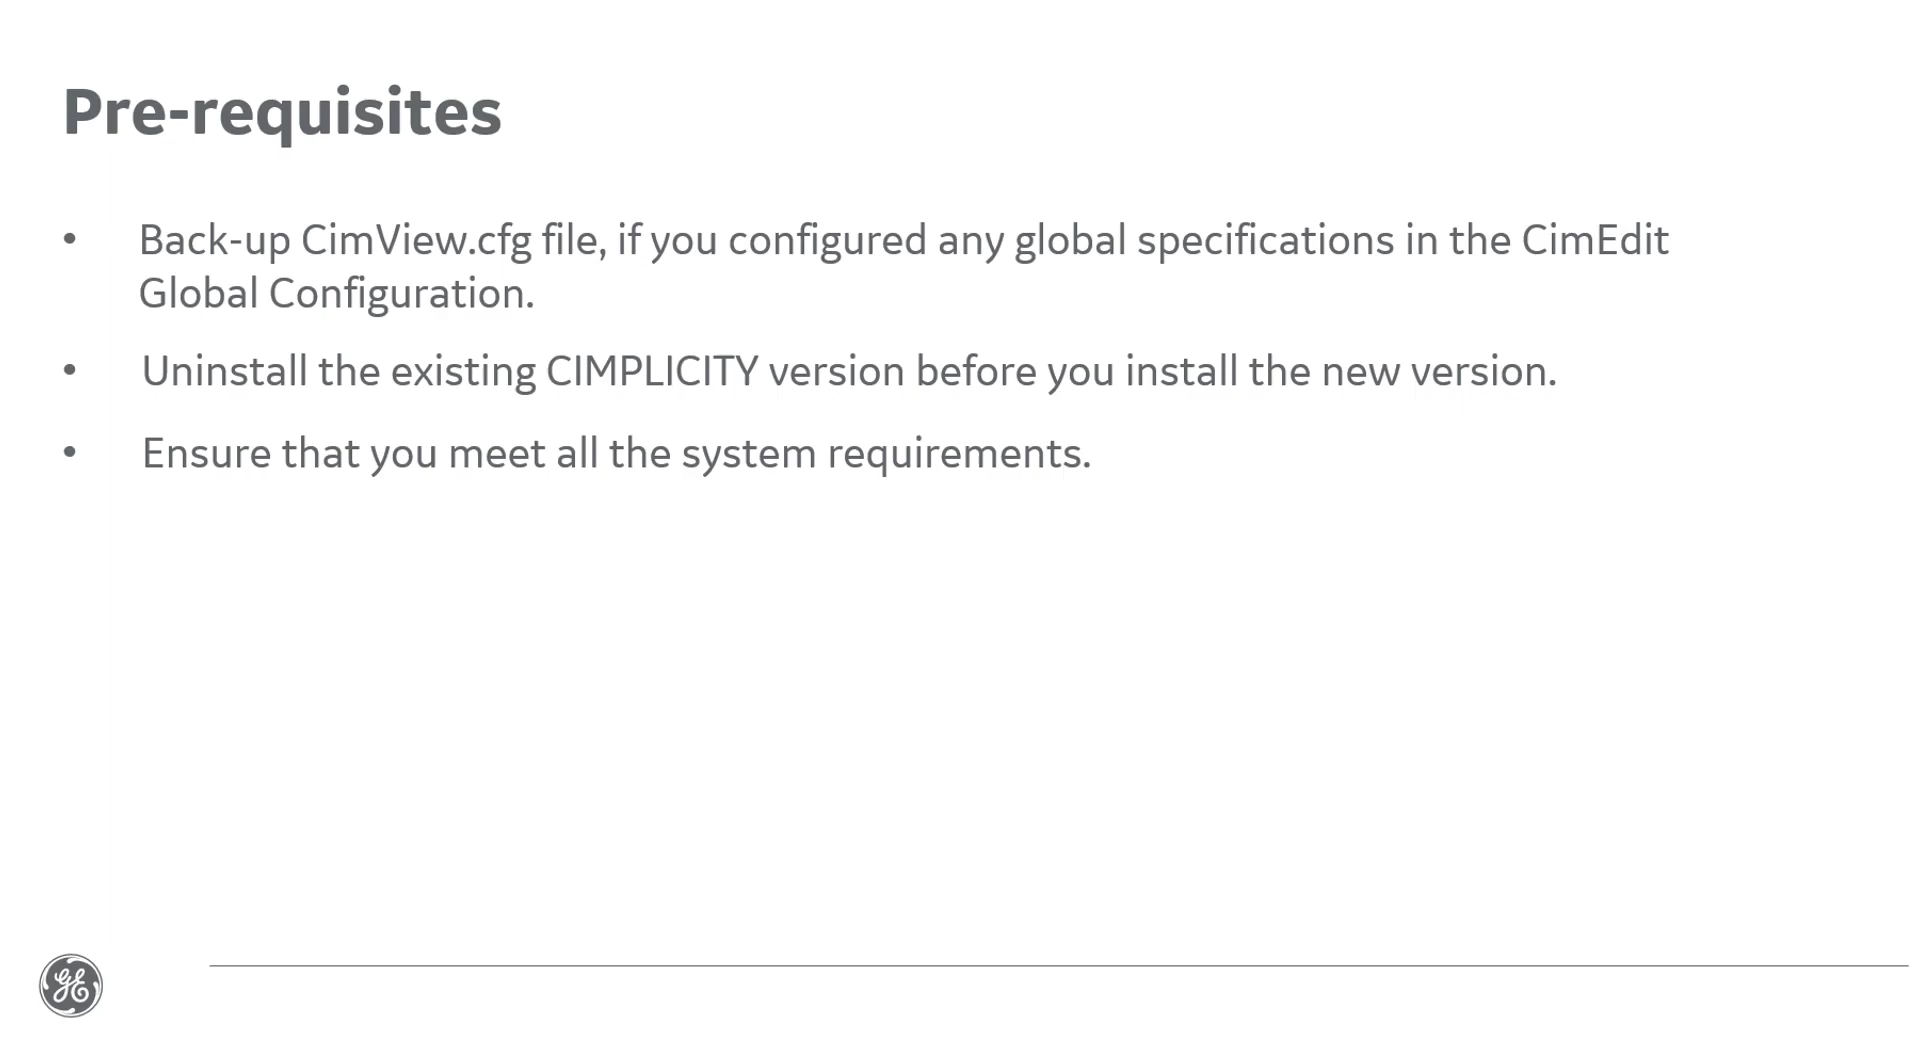 Pre-requisites
• Back-up CimView.cfg file, if you configured any global specifications in the CimEdit
Global Configuration.
• Uninstall the existing CIMPLICITY version before you install the new version.
• Ensure that you meet all the system requirements.
GE